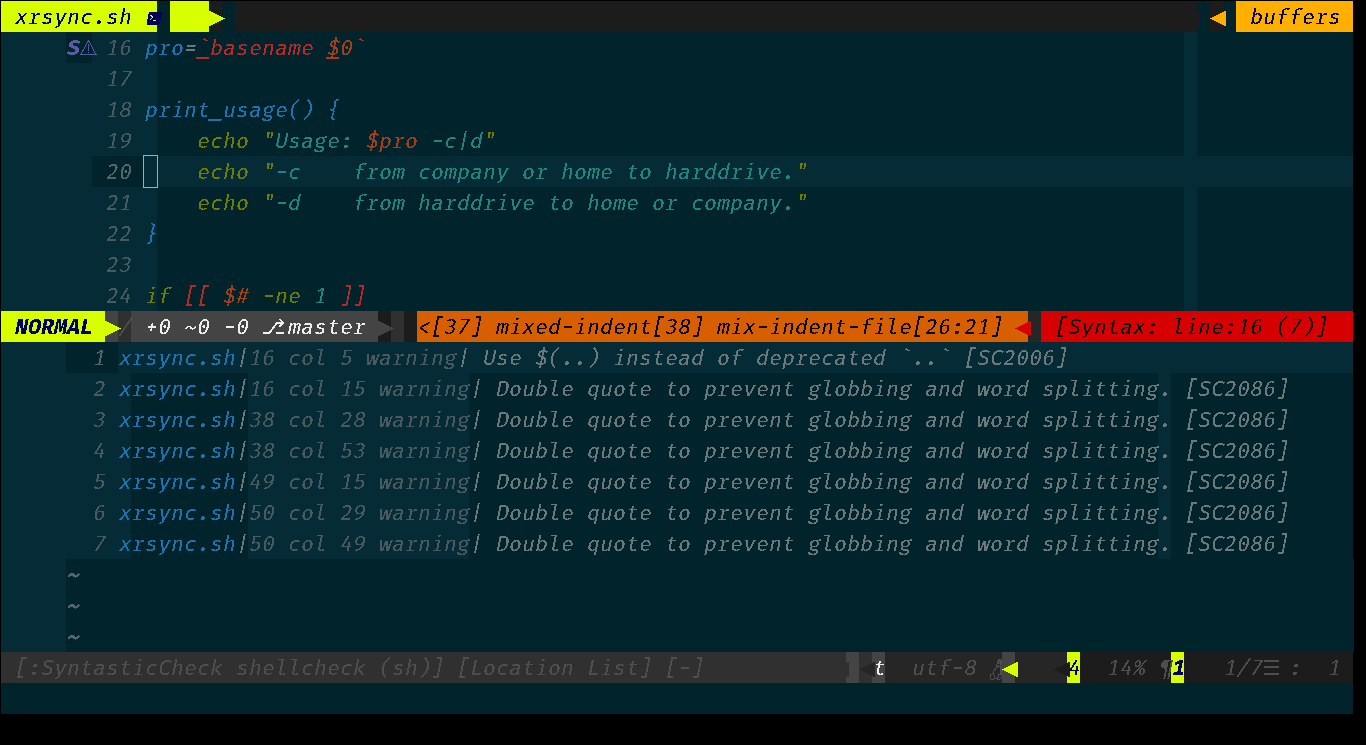 xrsync.sh buffers
S⚠ 16 pro=`basename $0`
17
18 print_usage() {
19     echo "Usage: $pro -c|d"
20     echo "-c    from company or home to harddrive."
21     echo "-d    from harddrive to home or company."
22 }
23
24 if [[ $# -ne 1 ]]
NORMAL +0 ~0 -0 ⎇master <[37] mixed-indent[38] mix-indent-file[26:21] [Syntax: line:16 (7)]
1 xrsync.sh|16 col 5 warning| Use $(..) instead of deprecated `..` [SC2006]
2 xrsync.sh|16 col 15 warning| Double quote to prevent globbing and word splitting. [SC2086]
3 xrsync.sh|38 col 28 warning| Double quote to prevent globbing and word splitting. [SC2086]
4 xrsync.sh|38 col 53 warning| Double quote to prevent globbing and word splitting. [SC2086]
5 xrsync.sh|49 col 15 warning| Double quote to prevent globbing and word splitting. [SC2086]
6 xrsync.sh|50 col 29 warning| Double quote to prevent globbing and word splitting. [SC2086]
7 xrsync.sh|50 col 49 warning| Double quote to prevent globbing and word splitting. [SC2086]
~
~
~
[:SyntasticCheck shellcheck (sh)] [Location List] [-] t utf-8 4 14% ¶1 1/7☰ : 1